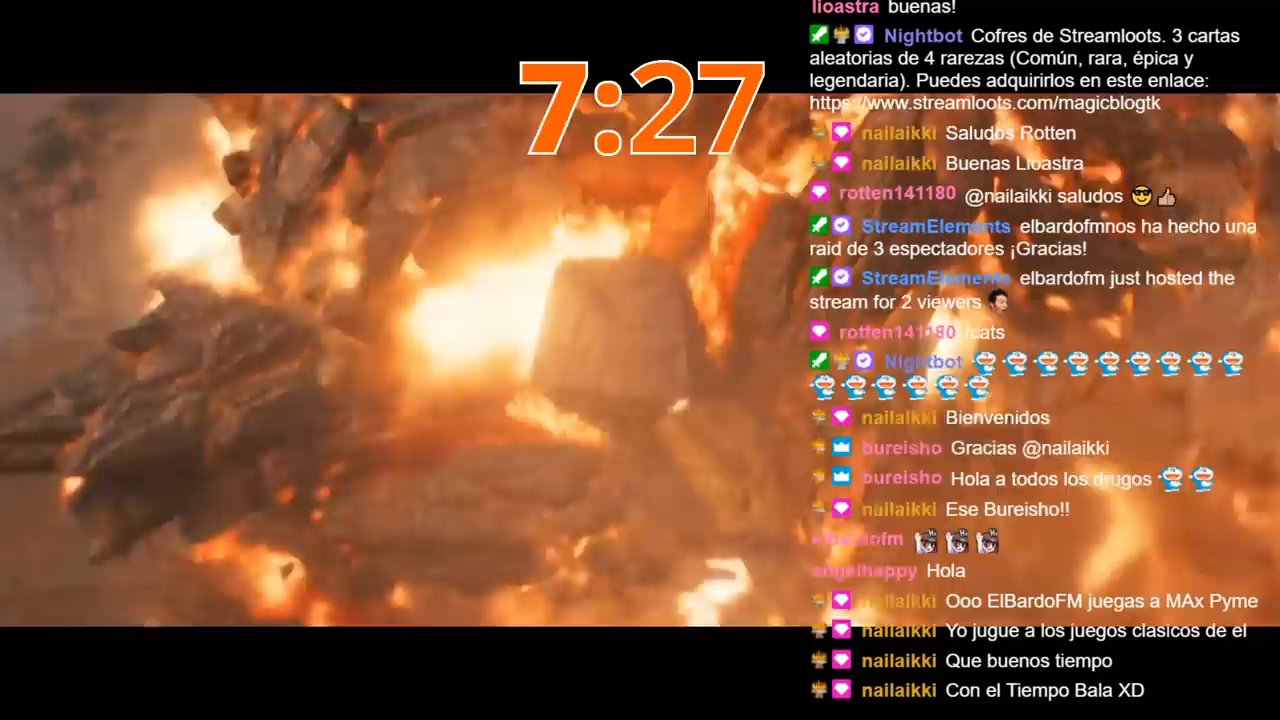 lioastra buenas!
7:27
Nightbot Cofres de Streamloots. 3 cartas
aleatorias de 4 rarezas (Común, rara, épica y
legendaria). Puedes adquirirlos en este enlace:
https://www.streamloots.com/magicblogtk
nailaikki Saludos Rotten
nailaikki Buenas Lioastra
rotten141180 @nailaikki saludos
StreamElements elbardofmnos ha hecho una
raid de 3 espectadores ¡Gracias!
StreamElements elbardofm just hosted the
stream for 2 viewers
rotten141180 !cats
Nightbot
nailaikki Bienvenidos
bureisho Gracias @nailaikki
bureisho Hola a todos los drugos
nailaikki Ese Bureisho!!
elbardofm
angelhappy Hola
nailaikki Ooo ElBardoFM juegas a MAx Pyme
nailaikki Yo jugue a los juegos clasicos de el
nailaikki Que buenos tiempo
nailaikki Con el Tiempo Bala XD